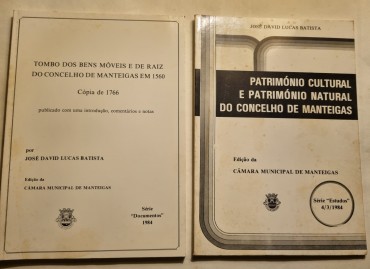 TOMBO DOS BENS MÓVEIS E DE RAIZ
DO CONCELHO DE MANTEIGAS EM 1560
Cópia de 1766
publicado com uma introdução, comentários e notas
por
JOSÉ DAVID LUCAS BATISTA
Edição da
CÂMARA MUNICIPAL DE MANTEIGAS
Série
"Documentos"
1984
JOSÉ DAVID LUCAS BATISTA
PATRIMÓNIO CULTURAL
E PATRIMÓNIO NATURAL
DO CONCELHO DE MANTEIGAS
Edição da
CÂMARA MUNICIPAL DE MANTEIGAS
Série "Estudos"
4/3/1984